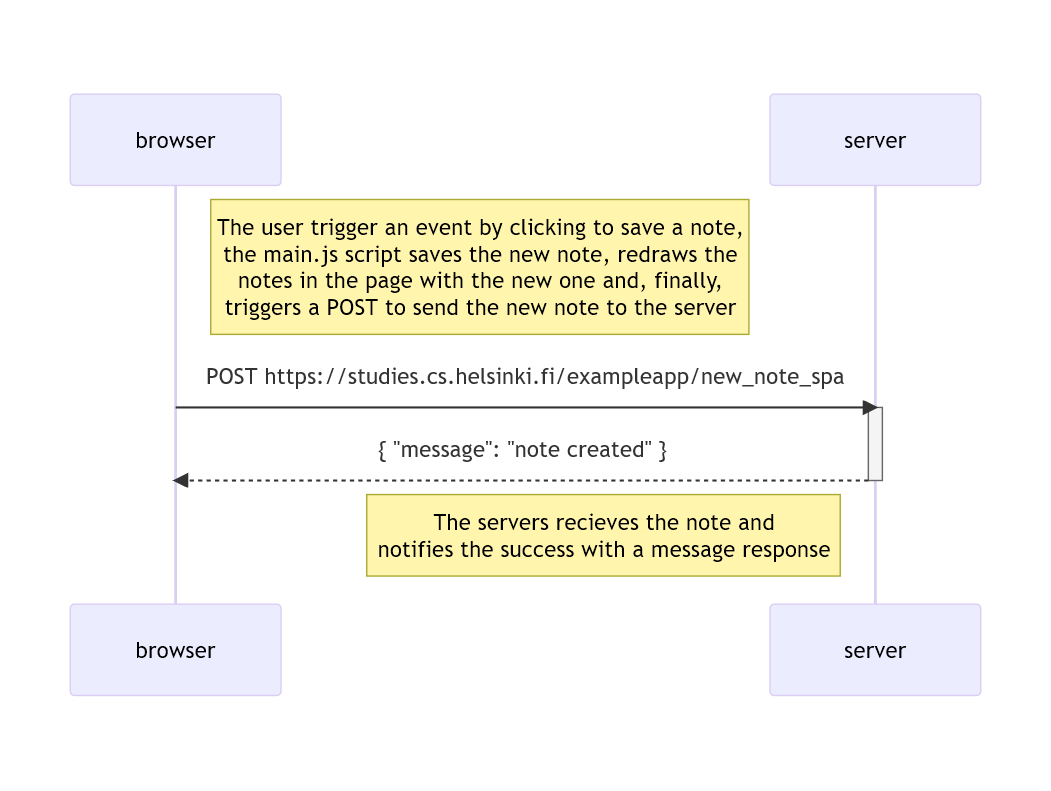 browser
server
The user trigger an event by clicking to save a note,
the main.js script saves the new note, redraws the
notes in the page with the new one and, finally,
triggers a POST to send the new note to the server
POST https://studies.cs.helsinki.fi/exampleapp/new_note_spa
{ "message": "note created" }
The servers recieves the note and
notifies the success with a message response
browser
server